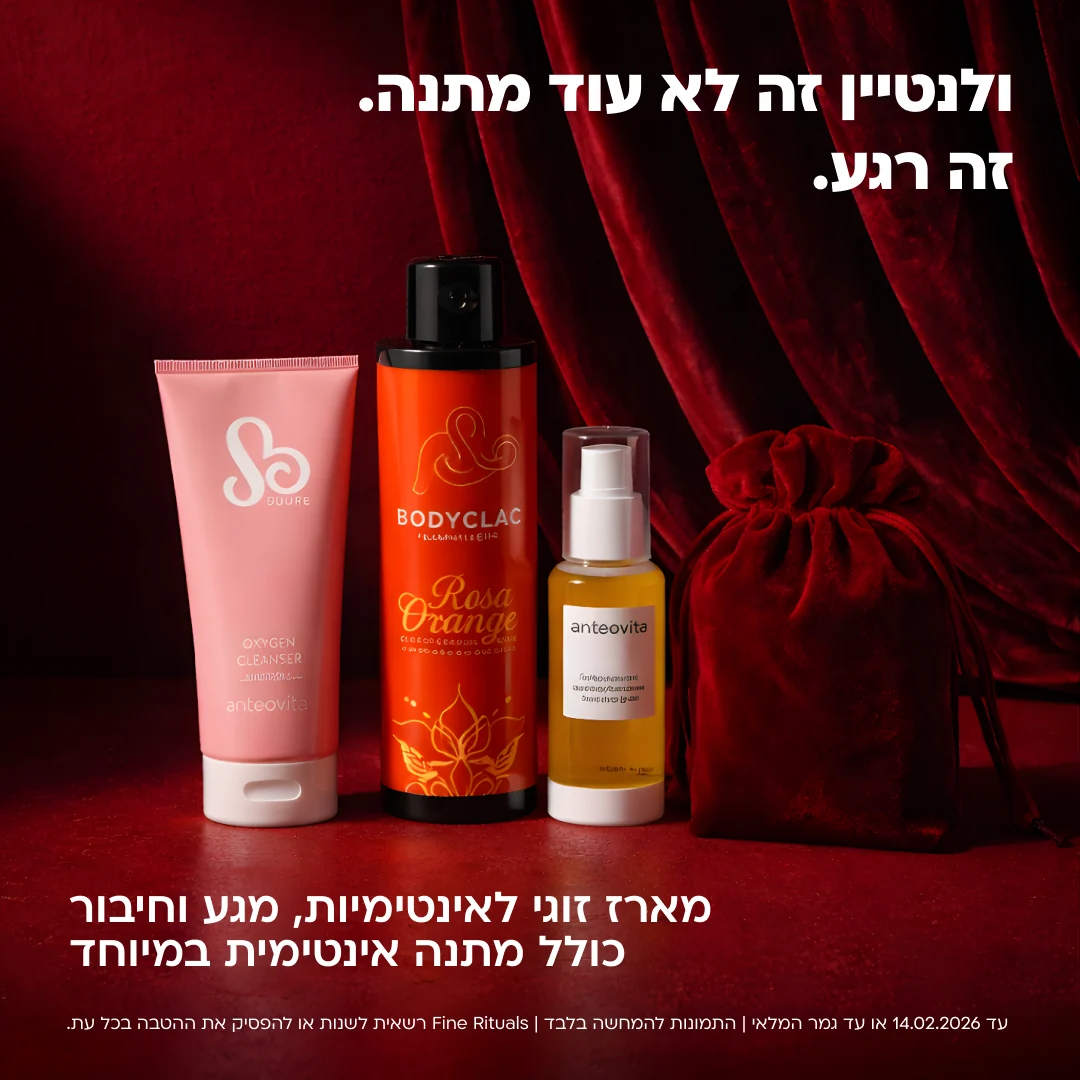 ולנטיין זה לא עוד מתנה.
זה רגע.
BODYCLAC
Rosa
Orange
OXYGEN
CLEANSER
anteovita
anteovita
מארז זוגי לאינטימיות, מגע וחיבור
כולל מתנה אינטימית במיוחד
עד 14.02.2026 או עד גמר המלאי | התמונות להמחשה בלבד | Fine Rituals רשאית לשנות או להפסיק את ההטבה בכל עת.